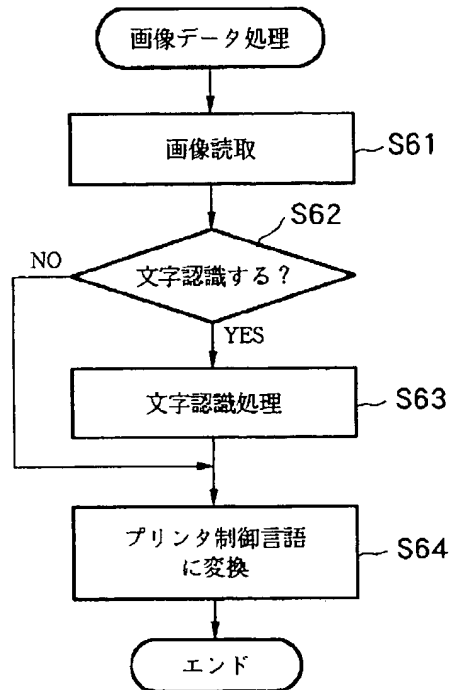 画像データ処理
画像読取
S61
S62
文字認識する?
NO
YES
文字認識処理
S63
プリンタ制御言語
に変換
S64
エンド